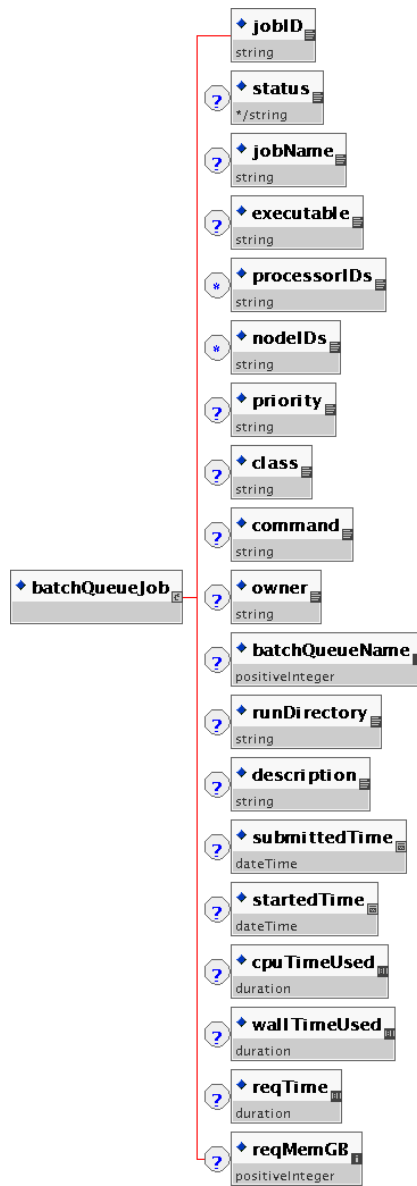 jobID
string
?
status
*/string
?
jobName
string
?
executable
string
*
processorIDs
string
*
nodeIDs
string
?
priority
string
?
class
string
?
command
string
batchQueueJob
?
owner
string
?
batchQueueName
positiveInteger
?
runDirectory
string
?
description
string
?
submittedTime
dateTime
?
startedTime
dateTime
?
cpuTimeUsed
duration
?
wallTimeUsed
duration
?
reqTime
duration
?
reqMemGB
positiveInteger